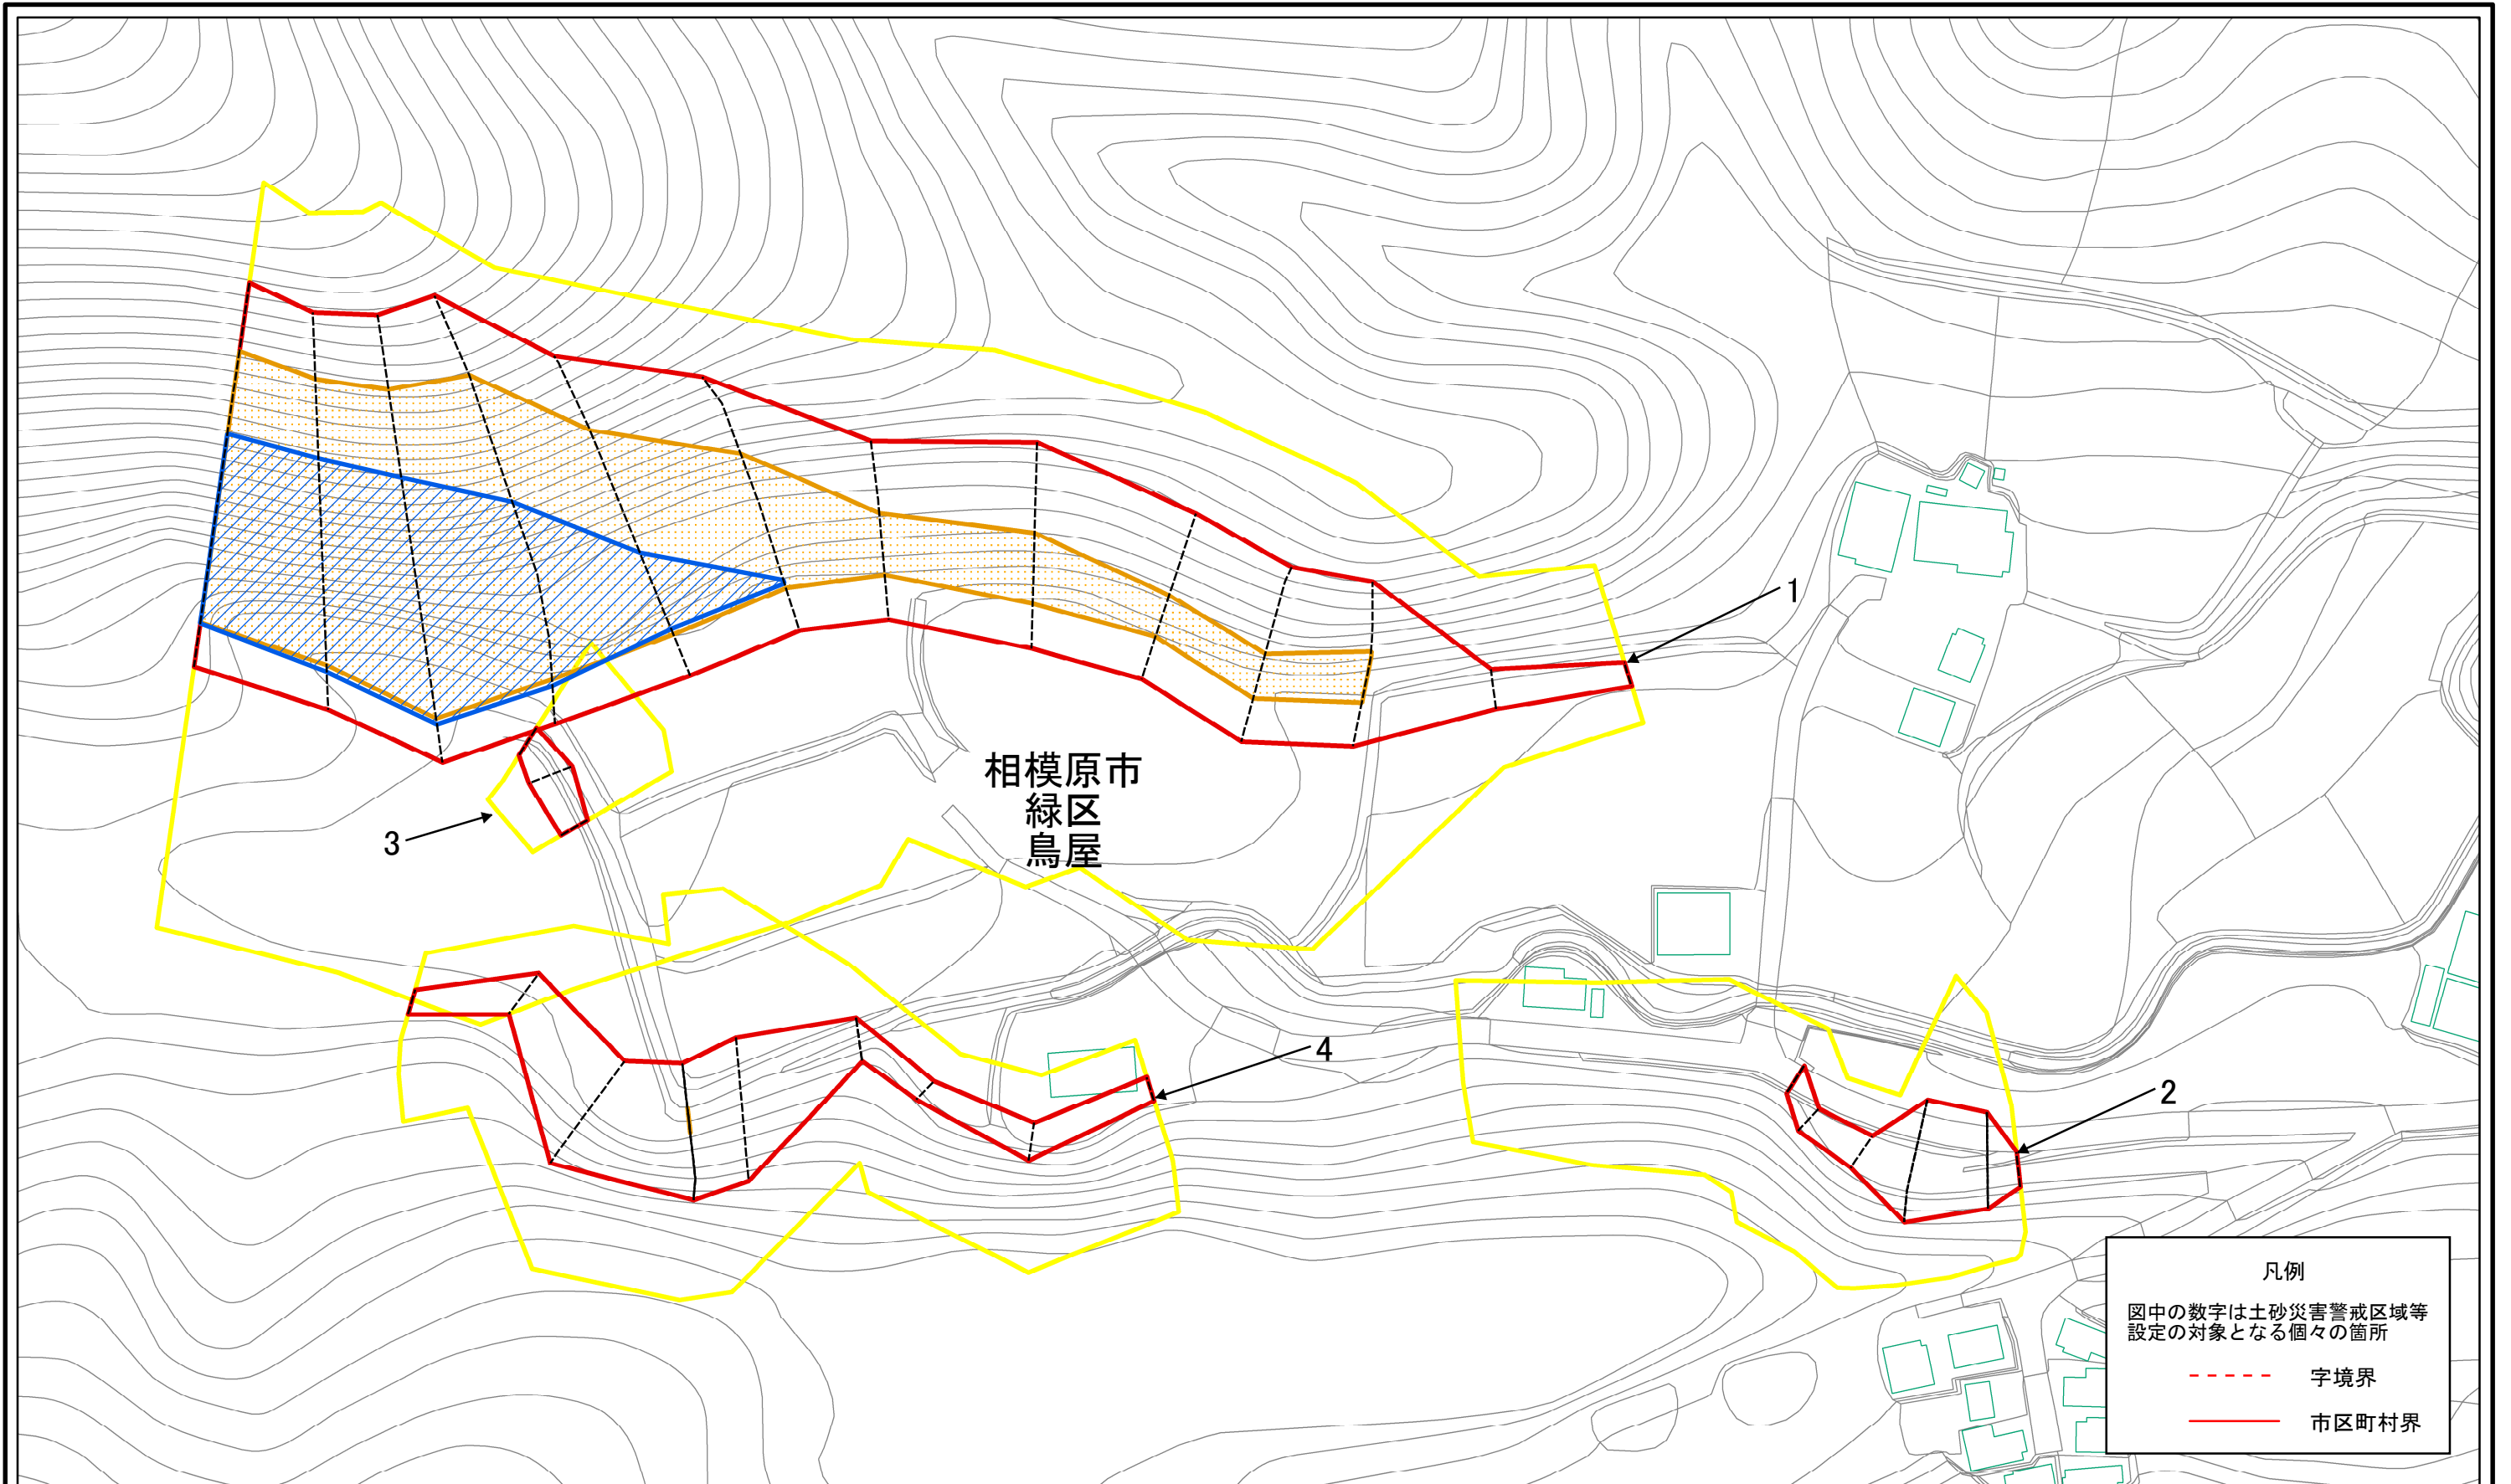 1
相模原市
緑区
鳥屋
3
4
2
凡例
図中の数字は土砂災害警戒区域等
設定の対象となる個々の箇所
字境界
市区町村界